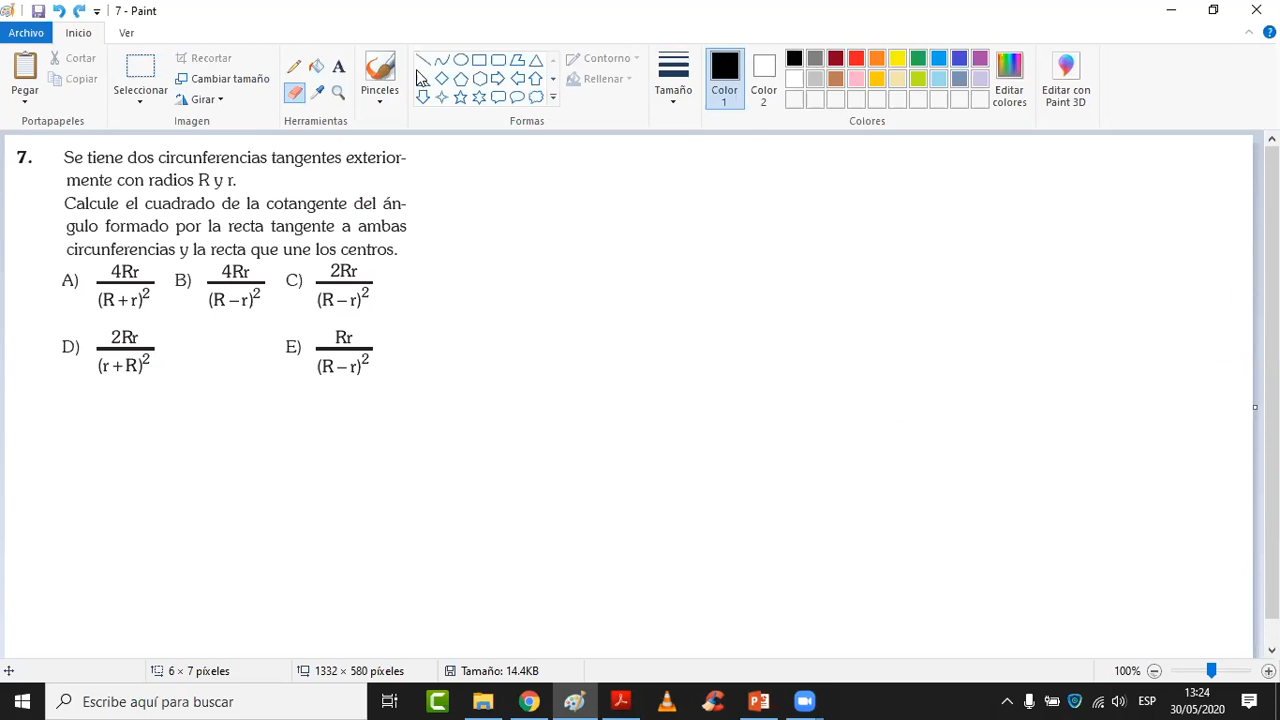 7 - Paint
Archivo Inicio Ver
Pegar
Cortar
Copiar
Portapapeles
Seleccionar
Recortar
Cambiar tamaño
Girar
Imagen
A
Herramientas
Pinceles
Contorno
Rellenar
Formas
Tamaño
Color 1
Color 2
Editar colores
Editar con Paint 3D
Colores
7. Se tiene dos circunferencias tangentes exterior-
mente con radios R y r.
Calcule el cuadrado de la cotangente del án-
gulo formado por la recta tangente a ambas
circunferencias y la recta que une los centros.
A) 4Rr/(R + r)² B) 4Rr/(R – r)² C) 2Rr/(R – r)²
D) 2Rr/(r + R)² E) Rr/(R – r)²
6 × 7 píxeles 1332 × 580 píxeles Tamaño: 14.4KB 100%
Escribe aquí para buscar
ESP
13:24
30/05/2020